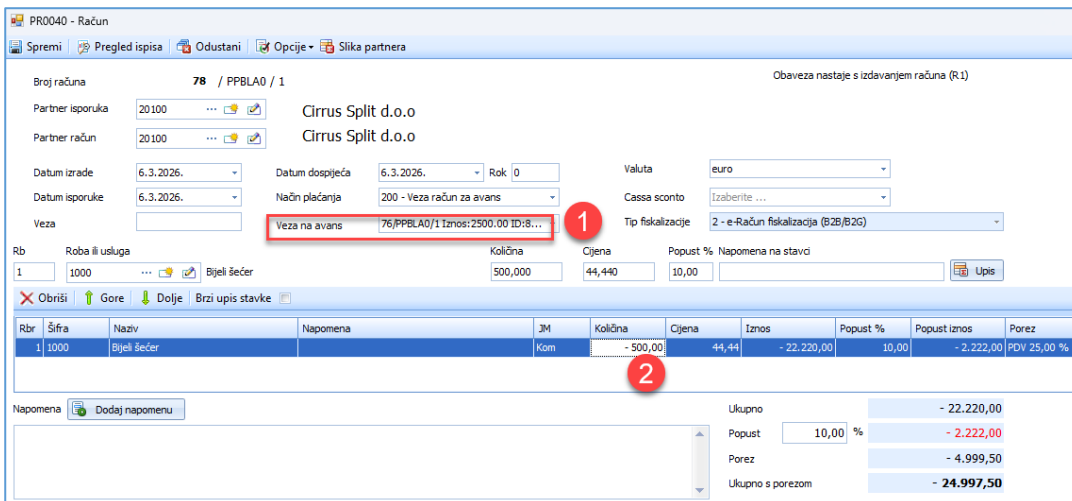 PR0040 - Račun
Spremi Pregled ispisa Odustani Opcije Slika partnera
Broj računa 78 / PPBLA0 / 1 Obaveza nastaje s izdavanjem računa (R1)
Partner isporuka 20100 ... Cirrus Split d.o.o
Partner račun 20100 ... Cirrus Split d.o.o
Datum izrade 6.3.2026. Datum dospijeća 6.3.2026. Rok 0 Valuta euro
Datum isporuke 6.3.2026. Način plaćanja 200 - Veza račun za avans Cassa sconto Izaberite ...
Veza Veza na avans 76/PPBLA0/1 Iznos:2500.00 ID:8... 1 Tip fiskalizacije 2 - e-Račun fiskalizacija (B2B/B2G)
Rb Roba ili usluga Količina Cijena Popust % Napomena na stavci
1 1000 ... Bijeli šećer 500,000 44,440 10,00 Upis
Obriši Gore Dolje Brzi upis stavke
Rbr Šifra Naziv Napomena JM Količina Cijena Iznos Popust % Popust iznos Porez
1 1000 Bijeli šećer Kom - 500,00 44,44 - 22.220,00 10,00 - 2.222,00 PDV 25,00 %
2
Napomena Dodaj napomenu Ukupno - 22.220,00
Popust 10,00 % - 2.222,00
Porez - 4.999,50
Ukupno s porezom - 24.997,50